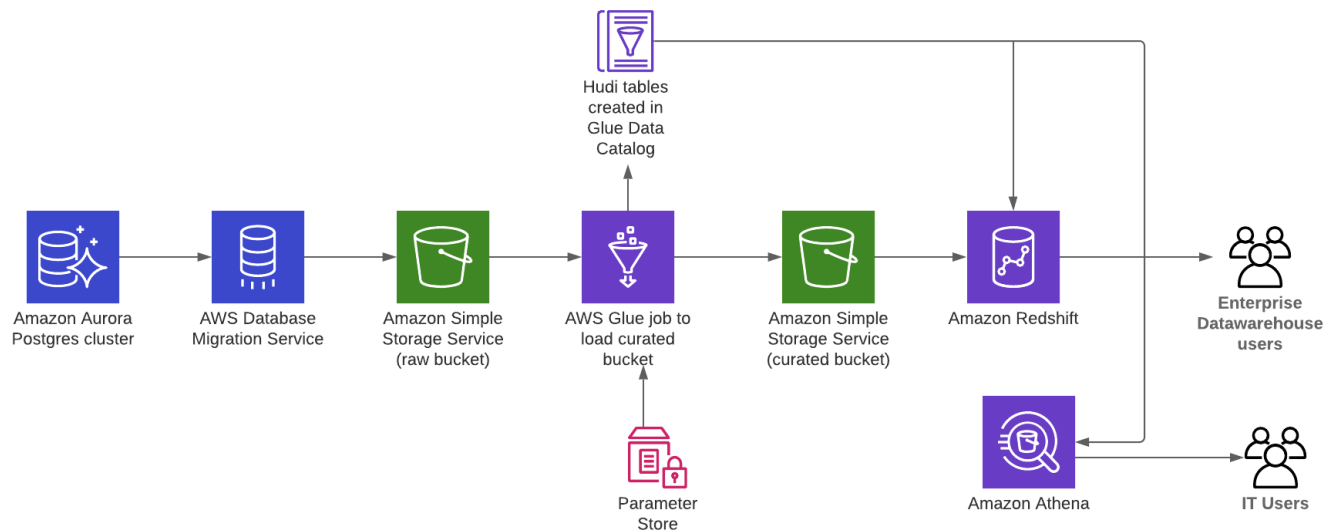 Hudi tables
created in
Glue Data
Catalog
Amazon Aurora
Postgres cluster
AWS Database
Migration Service
Amazon Simple
Storage Service
(raw bucket)
AWS Glue job to
load curated
bucket
Amazon Simple
Storage Service
(curated bucket)
Amazon Redshift
Enterprise
Datawarehouse
users
Parameter
Store
Amazon Athena
IT Users